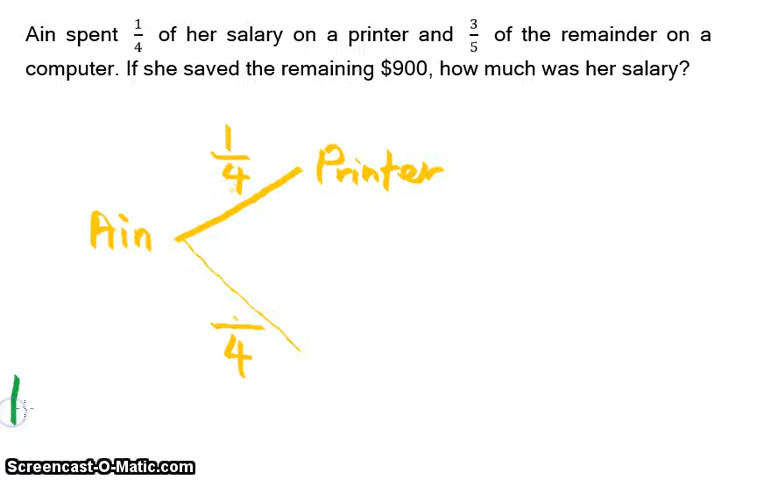 Ain spent 1/4 of her salary on a printer and 3/5 of the remainder on a
computer. If she saved the remaining $900, how much was her salary?
1/4
Printer
Ain
/4
Screencast-O-Matic.com